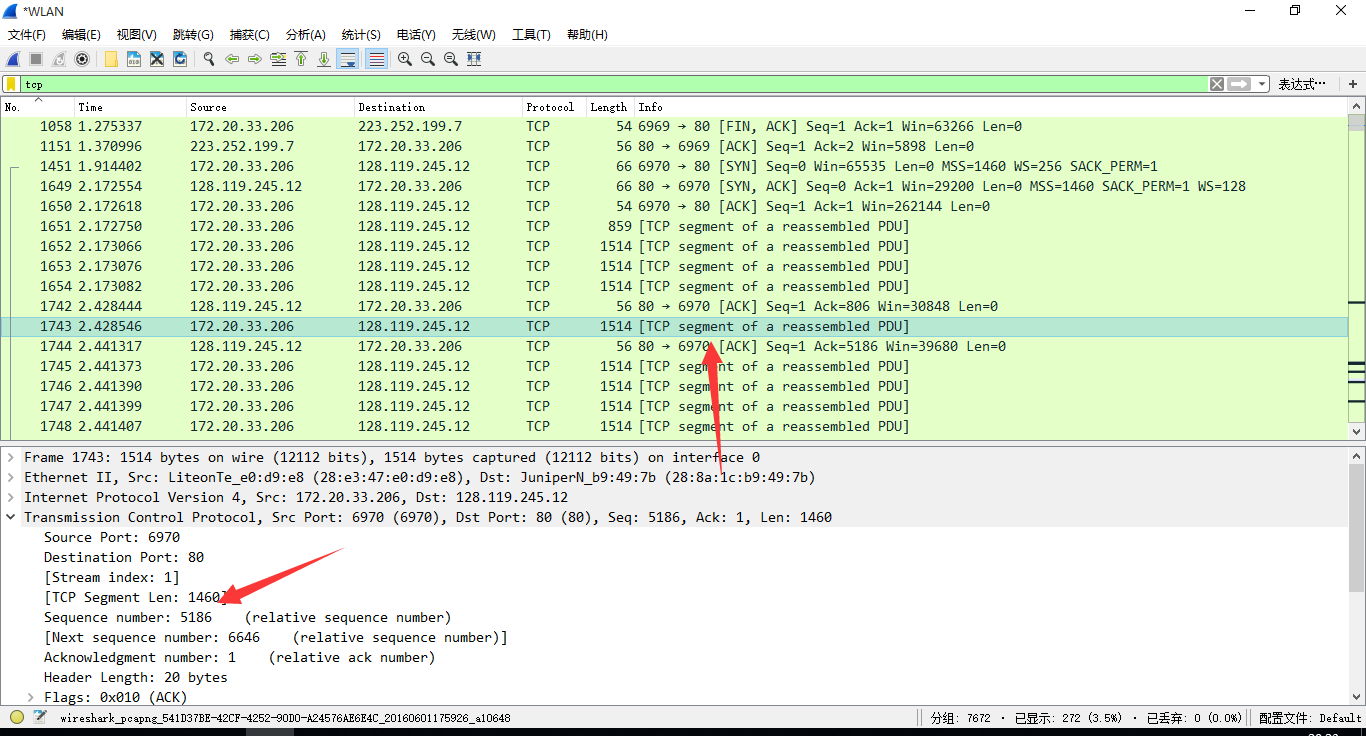 *WLAN
文件(F) 编辑(E) 视图(V) 跳转(G) 捕获(C) 分析(A) 统计(S) 电话(Y) 无线(W) 工具(T) 帮助(H)
tcp 表达式… +
No. Time Source Destination Protocol Length Info
1058 1.275337 172.20.33.206 223.252.199.7 TCP 54 6969 → 80 [FIN, ACK] Seq=1 Ack=1 Win=63266 Len=0
1151 1.370996 223.252.199.7 172.20.33.206 TCP 56 80 → 6969 [ACK] Seq=1 Ack=2 Win=5898 Len=0
1451 1.914402 172.20.33.206 128.119.245.12 TCP 66 6970 → 80 [SYN] Seq=0 Win=65535 Len=0 MSS=1460 WS=256 SACK_PERM=1
1649 2.172554 128.119.245.12 172.20.33.206 TCP 66 80 → 6970 [SYN, ACK] Seq=0 Ack=1 Win=29200 Len=0 MSS=1460 SACK_PERM=1 WS=128
1650 2.172618 172.20.33.206 128.119.245.12 TCP 54 6970 → 80 [ACK] Seq=1 Ack=1 Win=262144 Len=0
1651 2.172750 172.20.33.206 128.119.245.12 TCP 859 [TCP segment of a reassembled PDU]
1652 2.173066 172.20.33.206 128.119.245.12 TCP 1514 [TCP segment of a reassembled PDU]
1653 2.173076 172.20.33.206 128.119.245.12 TCP 1514 [TCP segment of a reassembled PDU]
1654 2.173082 172.20.33.206 128.119.245.12 TCP 1514 [TCP segment of a reassembled PDU]
1742 2.428444 128.119.245.12 172.20.33.206 TCP 56 80 → 6970 [ACK] Seq=1 Ack=806 Win=30848 Len=0
1743 2.428546 172.20.33.206 128.119.245.12 TCP 1514 [TCP segment of a reassembled PDU]
1744 2.441317 128.119.245.12 172.20.33.206 TCP 56 80 → 6970 [ACK] Seq=1 Ack=5186 Win=39680 Len=0
1745 2.441373 172.20.33.206 128.119.245.12 TCP 1514 [TCP segment of a reassembled PDU]
1746 2.441390 172.20.33.206 128.119.245.12 TCP 1514 [TCP segment of a reassembled PDU]
1747 2.441399 172.20.33.206 128.119.245.12 TCP 1514 [TCP segment of a reassembled PDU]
1748 2.441407 172.20.33.206 128.119.245.12 TCP 1514 [TCP segment of a reassembled PDU]
Frame 1743: 1514 bytes on wire (12112 bits), 1514 bytes captured (12112 bits) on interface 0
Ethernet II, Src: LiteonTe_e0:d9:e8 (28:e3:47:e0:d9:e8), Dst: JuniperN_b9:49:7b (28:8a:1c:b9:49:7b)
Internet Protocol Version 4, Src: 172.20.33.206, Dst: 128.119.245.12
Transmission Control Protocol, Src Port: 6970 (6970), Dst Port: 80 (80), Seq: 5186, Ack: 1, Len: 1460
Source Port: 6970
Destination Port: 80
[Stream index: 1]
[TCP Segment Len: 1460]
Sequence number: 5186 (relative sequence number)
[Next sequence number: 6646 (relative sequence number)]
Acknowledgment number: 1 (relative ack number)
Header Length: 20 bytes
Flags: 0x010 (ACK)
wireshark_pcapng_541D37BE-42CF-4252-90D0-A24576AE6E4C_20160601175926_a10648 分组: 7672 · 已显示: 272 (3.5%) · 已丢弃: 0 (0.0%) 配置文件: Default